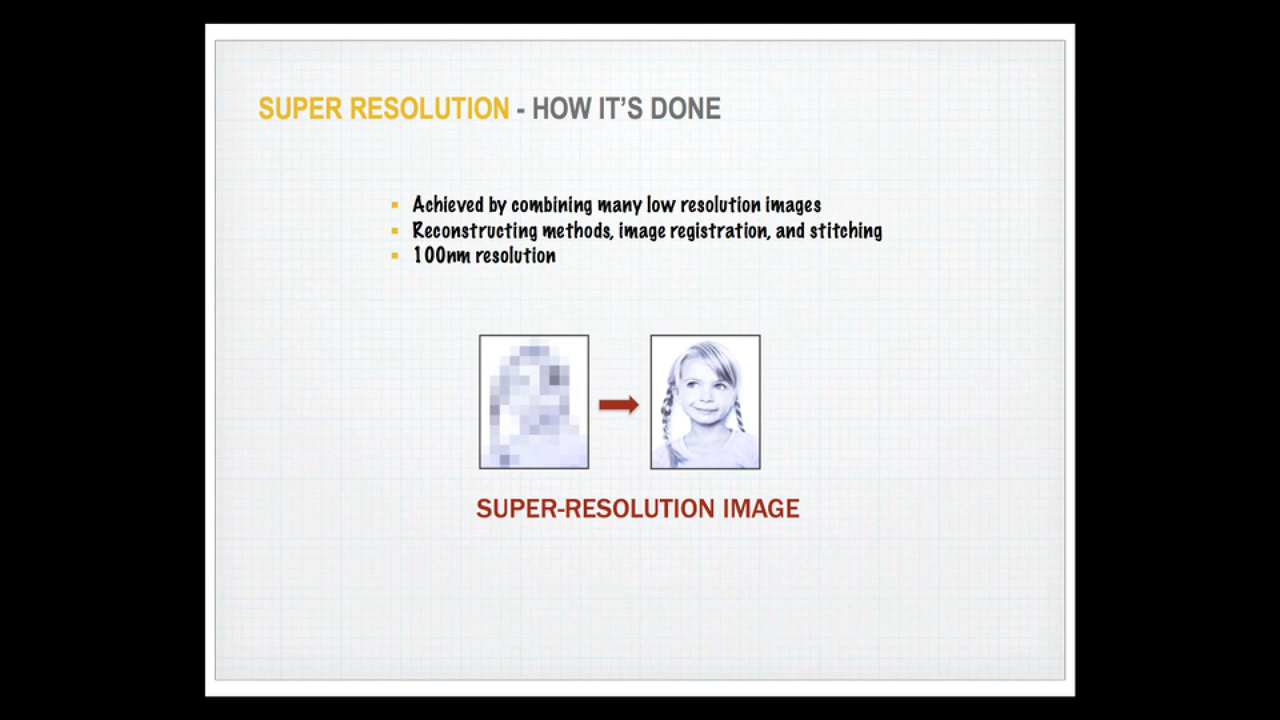 SUPER RESOLUTION - HOW IT'S DONE
▪ Achieved by combining many low resolution images
▪ Reconstructing methods, image registration, and stitching
▪ 100nm resolution
SUPER-RESOLUTION IMAGE